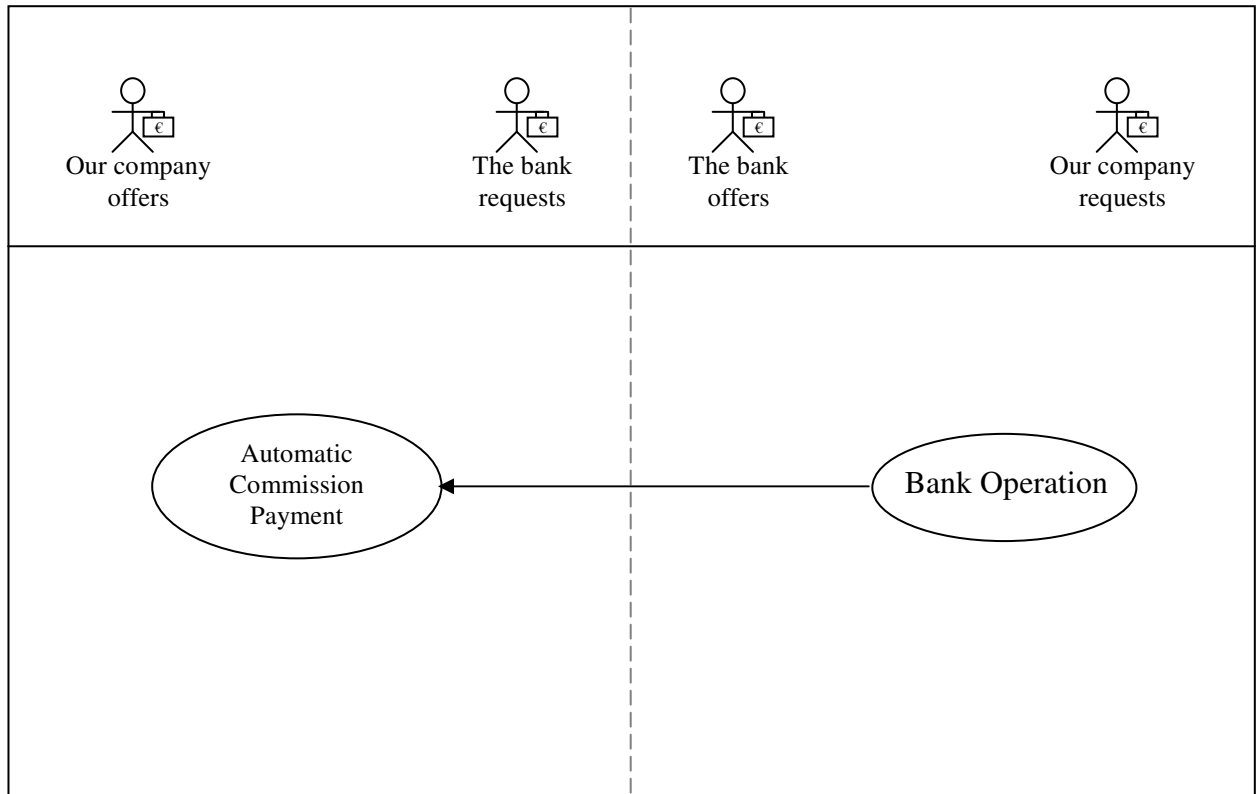 €
€
€
€
Our company
offers
The bank
requests
The bank
offers
Our company
requests
Automatic
Commission
Payment
Bank Operation